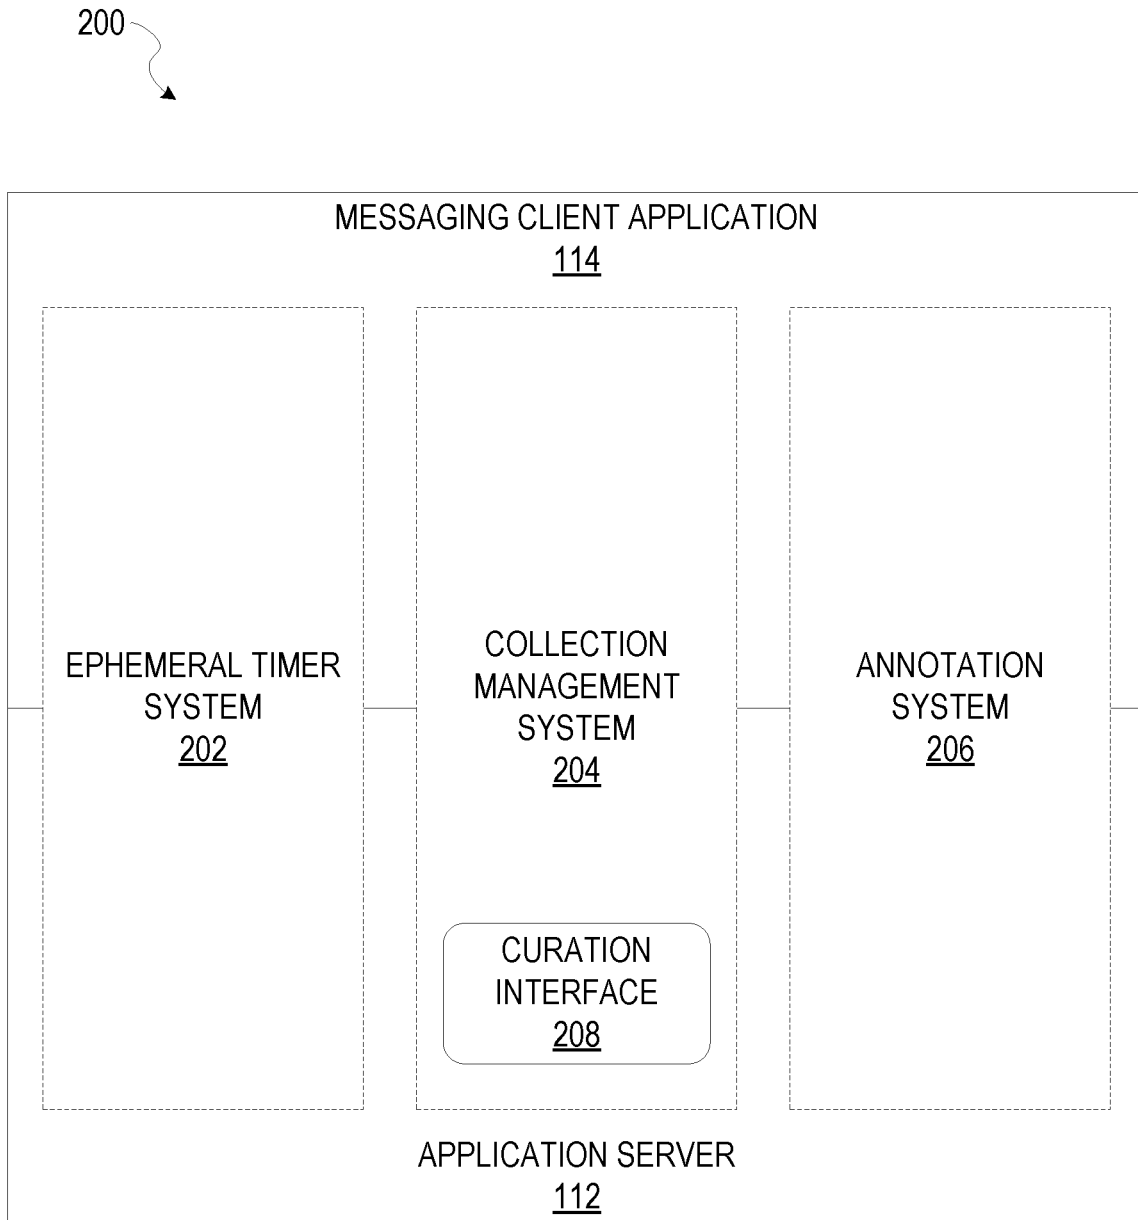 200
MESSAGING CLIENT APPLICATION
114
EPHEMERAL TIMER
SYSTEM
202
COLLECTION
MANAGEMENT
SYSTEM
204
ANNOTATION
SYSTEM
206
CURATION
INTERFACE
208
APPLICATION SERVER
112